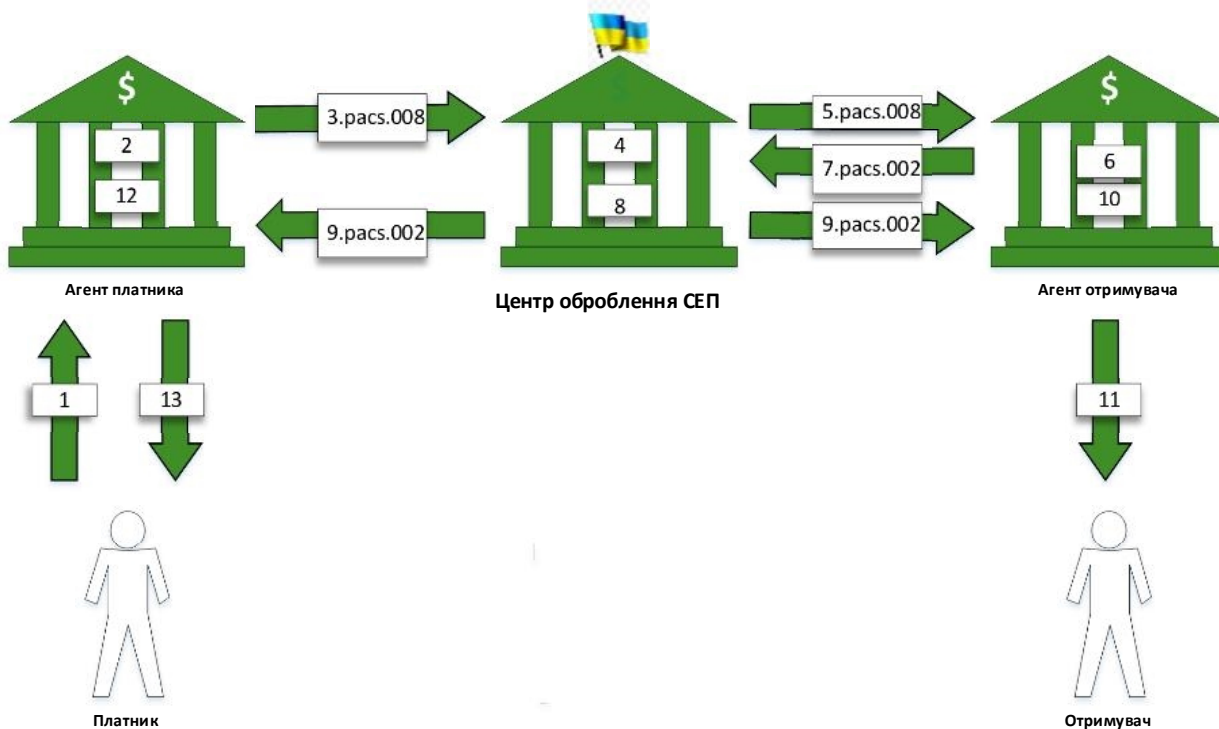 $
$
$
2
3.pacs.008
4
5.pacs.008
6
7.pacs.002
12
8
10
9.pacs.002
9.pacs.002
Агент платника
Центр оброблення СЕП
Агент отримувача
1
13
11
Платник
Отримувач